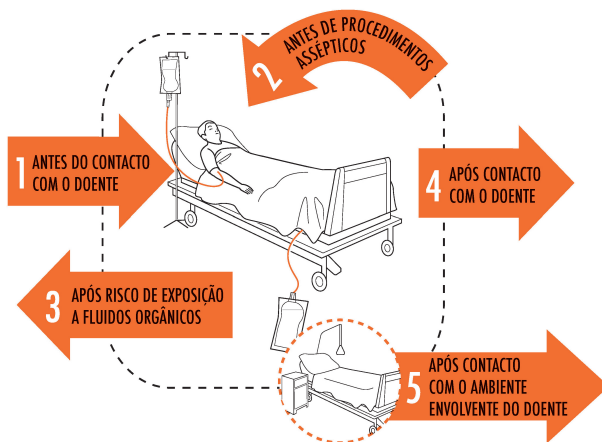 1
ANTES DO CONTACTO
COM O DOENTE
2
ANTES DE PROCEDIMENTOS
ASSÉPTICOS
3
APÓS RISCO DE EXPOSIÇÃO
A FLUIDOS ORGÂNICOS
4
APÓS CONTACTO
COM O DOENTE
5
APÓS CONTACTO
COM O AMBIENTE
ENVOLVENTE DO DOENTE